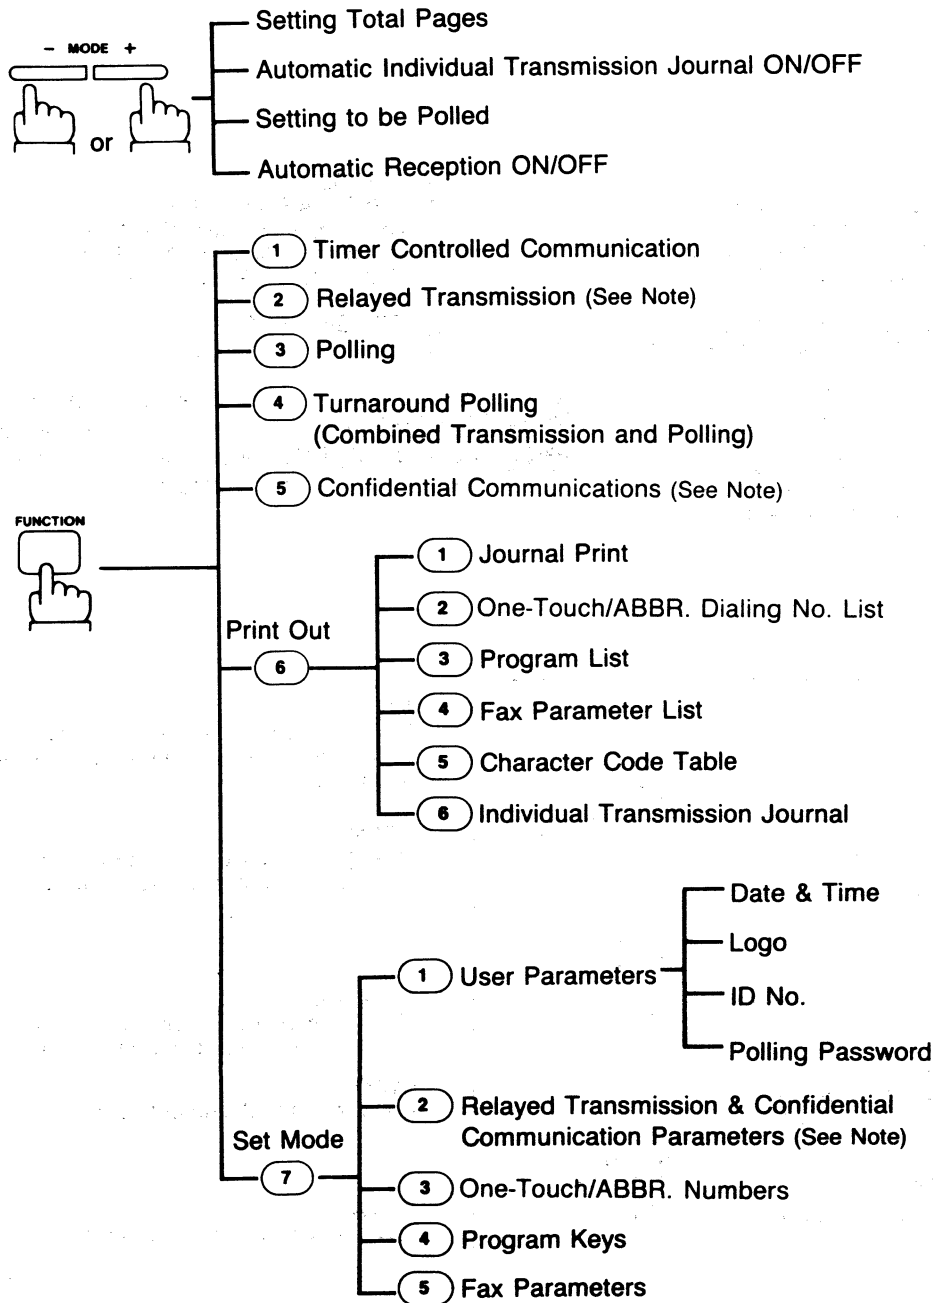 Setting Total Pages
- MODE +
Automatic Individual Transmission Journal ON/OFF
Setting to be Polled
or
Automatic Reception ON/OFF
1 Timer Controlled Communication
2 Relayed Transmission (See Note)
3 Polling
4 Turnaround Polling
(Combined Transmission and Polling)
5 Confidential Communications (See Note)
FUNCTION
Print Out
6
1 Journal Print
2 One-Touch/ABBR. Dialing No. List
3 Program List
4 Fax Parameter List
5 Character Code Table
6 Individual Transmission Journal
Set Mode
7
1 User Parameters
Date & Time
Logo
ID No.
Polling Password
2 Relayed Transmission & Confidential
Communication Parameters (See Note)
3 One-Touch/ABBR. Numbers
4 Program Keys
5 Fax Parameters